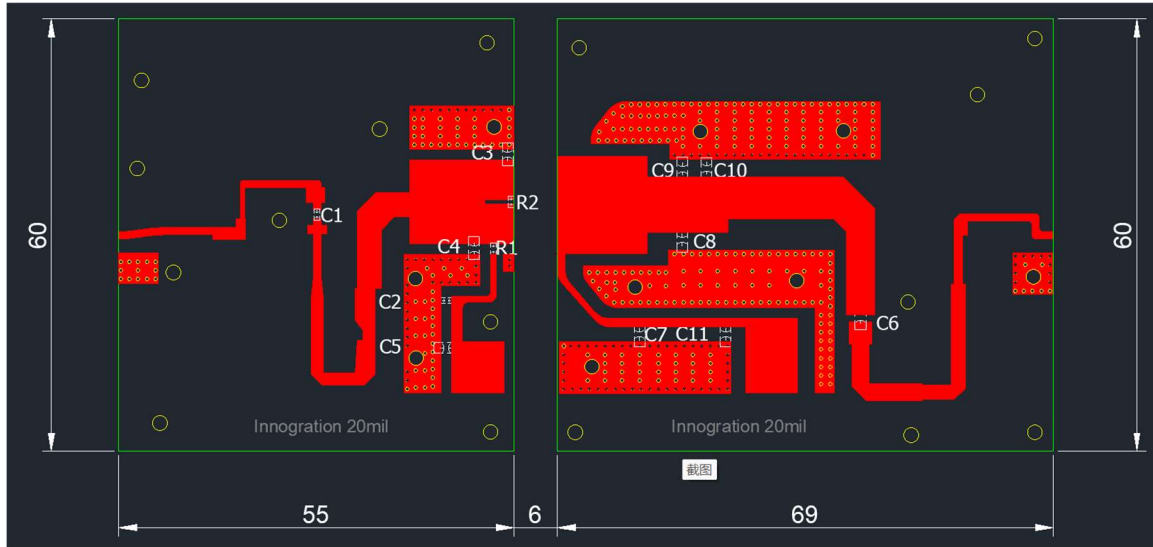 C3
C9
C10
60
C1
R2
60
C4
R1
C8
C2
C5
C7
C11
C6
Innogration 20mil
Innogration 20mil
截图
55
6
69